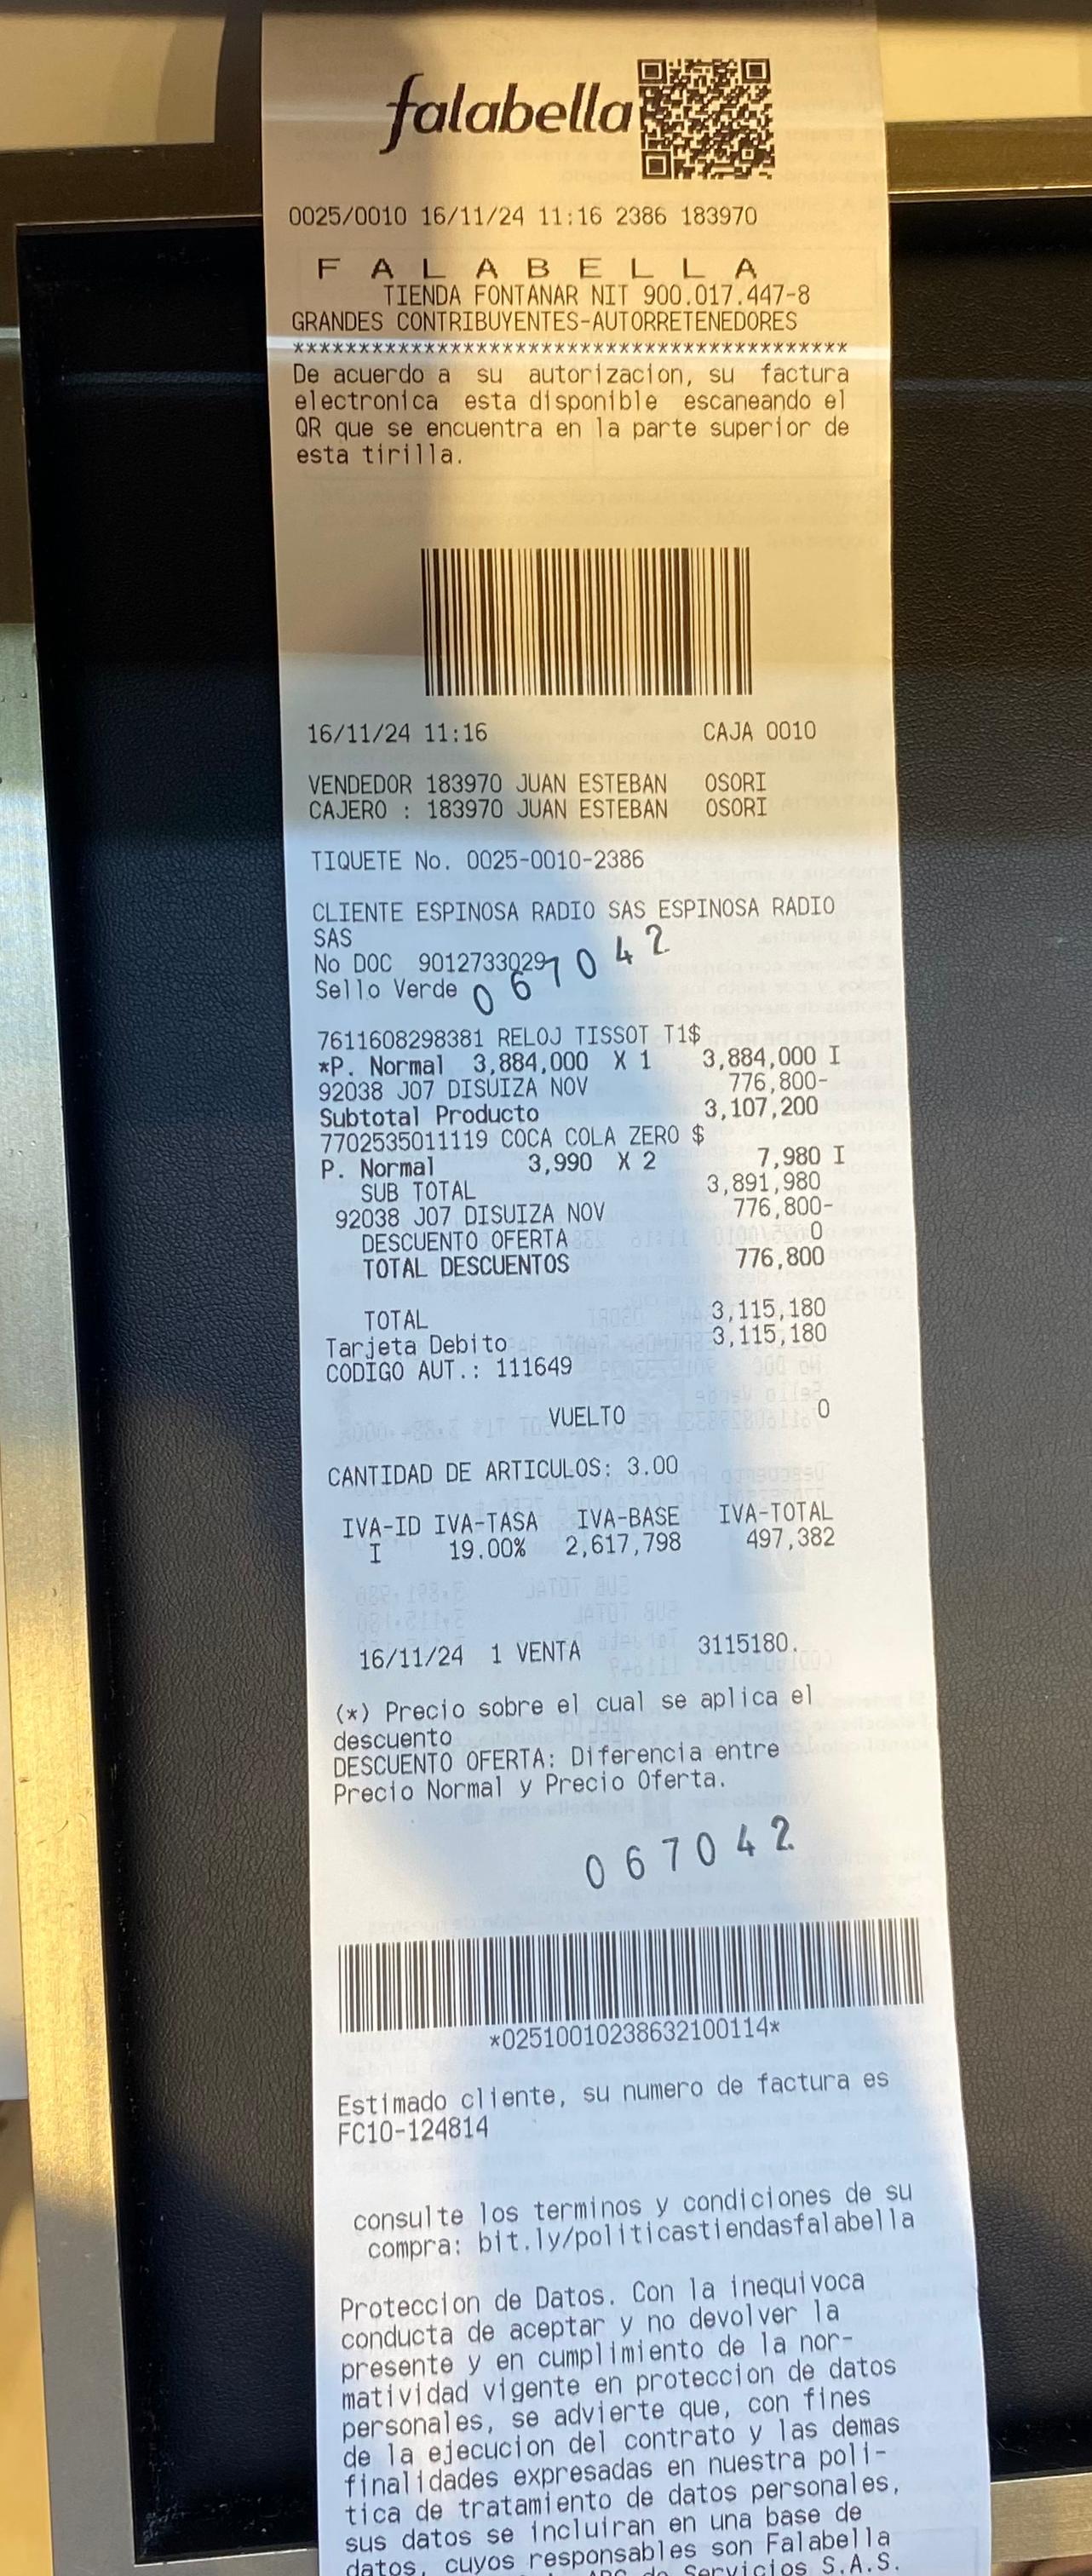 falabella
0025/0010 16/11/24 11:16 2386 183970
F A L A B E L L A
TIENDA FONTANAR NIT 900.017.447-8
GRANDES CONTRIBUYENTES-AUTORRETENEDORES
******************************************
De acuerdo a su autorizacion, su factura
electronica esta disponible escaneando el
QR que se encuentra en la parte superior de
esta tirilla.
16/11/24 11:16 CAJA 0010
VENDEDOR 183970 JUAN ESTEBAN OSORI
CAJERO : 183970 JUAN ESTEBAN OSORI
TIQUETE No. 0025-0010-2386
CLIENTE ESPINOSA RADIO SAS ESPINOSA RADIO
SAS
No DOC 9012733029
Sello Verde 067042
7611608298381 RELOJ TISSOT T1$
*P. Normal 3,884,000 X 1 3,884,000 I
92038 J07 DISUIZA NOV 776,800-
Subtotal Producto 3,107,200
7702535011119 COCA COLA ZERO $
P. Normal 3,990 X 2 7,980 I
SUB TOTAL 3,891,980
92038 J07 DISUIZA NOV 776,800-
DESCUENTO OFERTA 0
TOTAL DESCUENTOS 776,800
TOTAL 3,115,180
Tarjeta Debito 3,115,180
CODIGO AUT.: 111649
VUELTO 0
CANTIDAD DE ARTICULOS: 3.00
IVA-ID IVA-TASA IVA-BASE IVA-TOTAL
I 19.00% 2,617,798 497,382
16/11/24 1 VENTA 3115180.
(*) Precio sobre el cual se aplica el
descuento
DESCUENTO OFERTA: Diferencia entre
Precio Normal y Precio Oferta.
067042
*02510010238632100114*
Estimado cliente, su numero de factura es
FC10-124814
consulte los terminos y condiciones de su
compra: bit.ly/politicastiendasfalabella
Proteccion de Datos. Con la inequivoca
conducta de aceptar y no devolver la
presente y en cumplimiento de la nor-
matividad vigente en proteccion de datos
personales, se advierte que, con fines
de la ejecucion del contrato y las demas
finalidades expresadas en nuestra poli-
tica de tratamiento de datos personales,
sus datos se incluiran en una base de
datos, cuyos responsables son Falabella
de Servicios S.A.S.